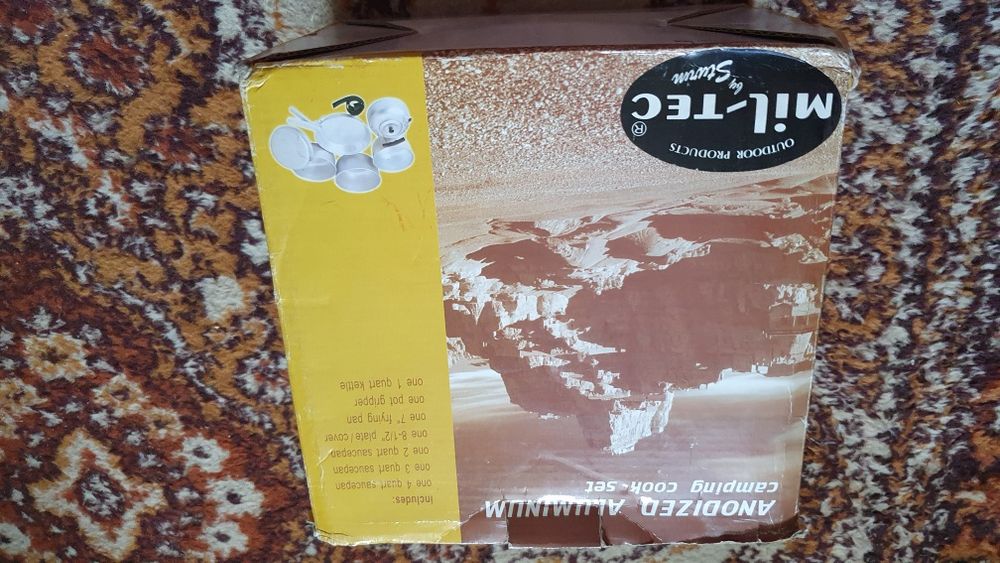 ANODIZED ALUMINUM
camping cook-set
Includes:
one 4 quart saucepan
one 3 quart saucepan
one 2 quart saucepan
one 8-1/2" plate/cover
one 7" frying pan
one pot gripper
one 1 quart kettle
OUTDOOR PRODUCTS
Mil-TEC®
by Sturm